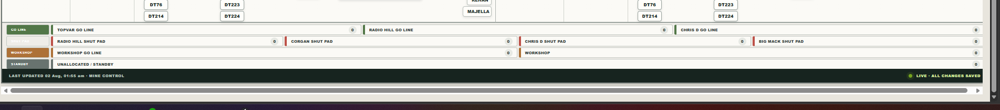 REHAN
DT76 DT223 DT76 DT223
MAJELLA
DT214 DT224 DT214 DT224
GO LINE TOPVAR GO LINE 0 RADIO HILL GO LINE 0 CHRIS D GO LINE 0
SHUT PAD RADIO HILL SHUT PAD 0 CORGAN SHUT PAD 0 CHRIS D SHUT PAD 0 BIG MACK SHUT PAD 0
WORKSHOP WORKSHOP GO LINE 0 WORKSHOP 0
STANDBY UNALLOCATED / STANDBY 0
LAST UPDATED 02 Aug, 01:55 am · MINE CONTROL LIVE · ALL CHANGES SAVED